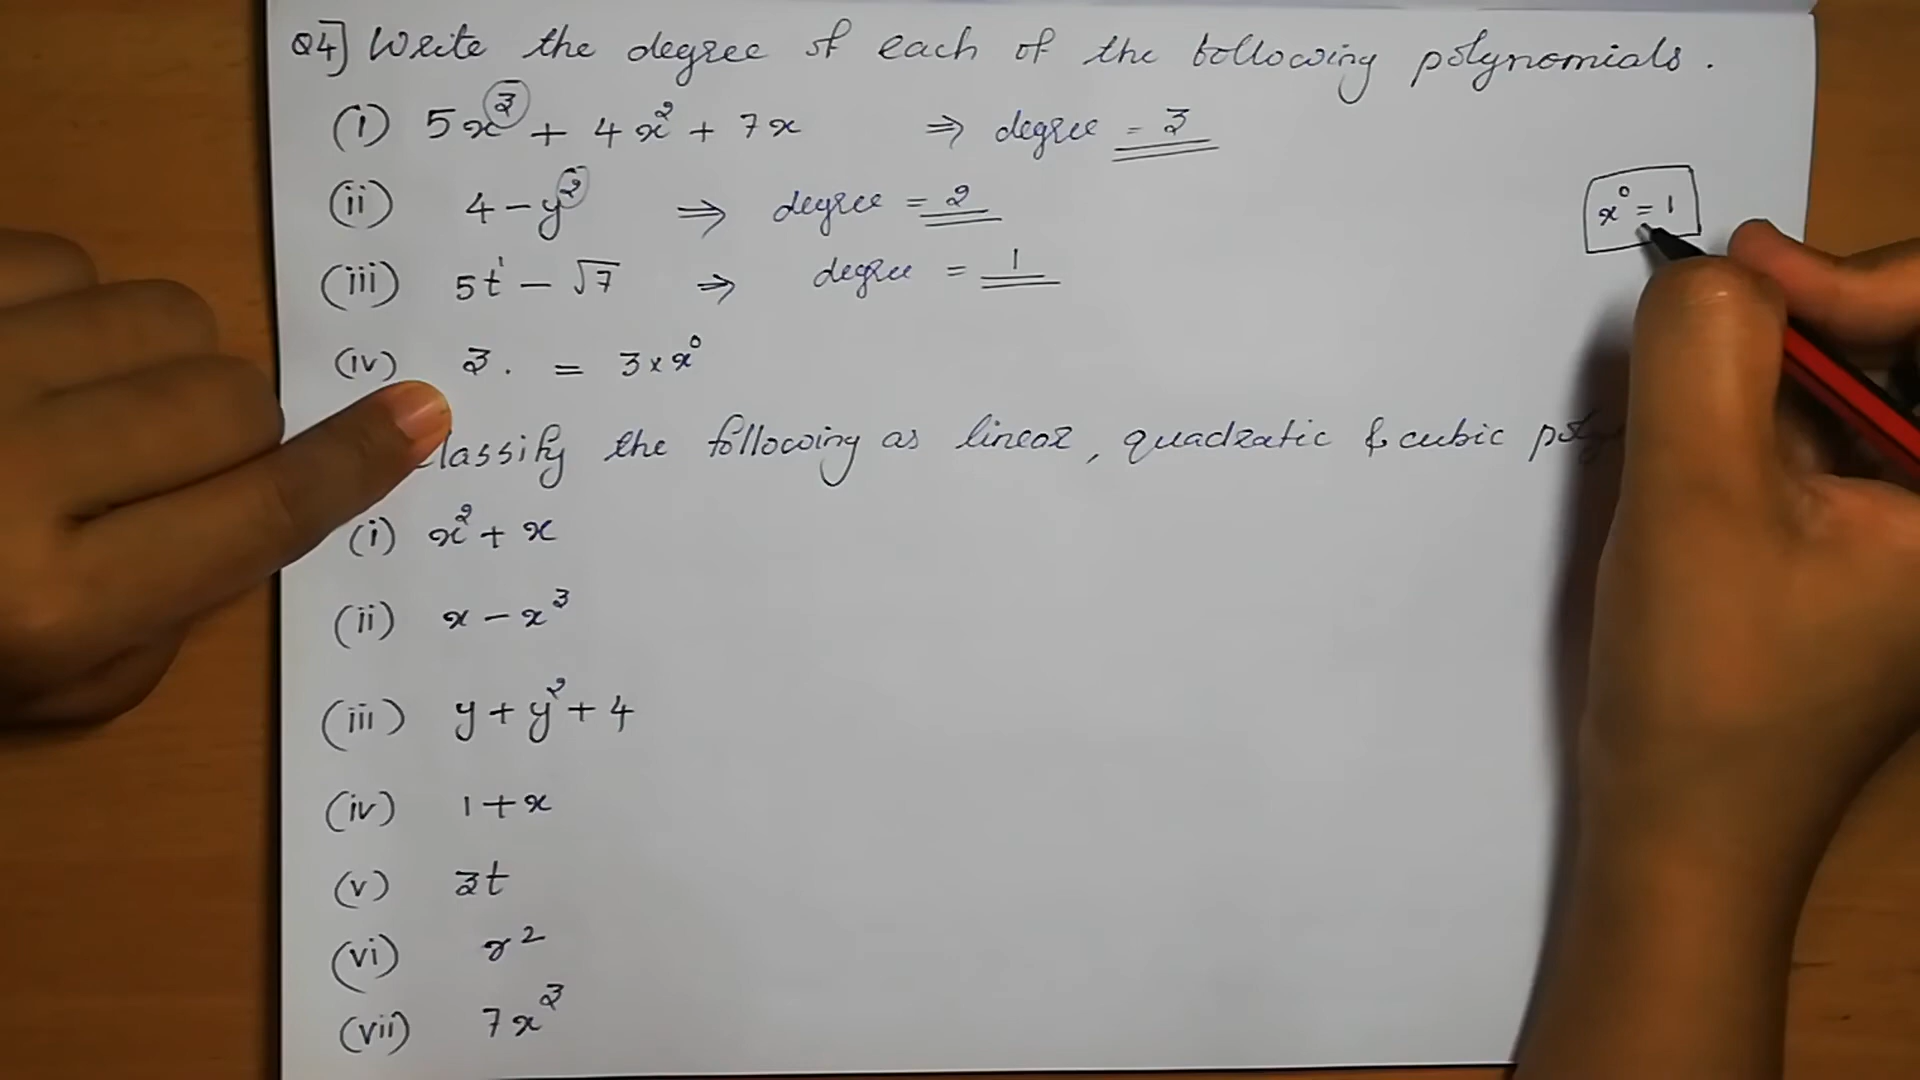 Q4] Write the degree of each of the following polynomials.
(i) 5x³ + 4x² + 7x ⇒ degree = 3
(ii) 4 - y² ⇒ degree = 2
x⁰ = 1
(iii) 5t¹ - √7 ⇒ degree = 1
(iv) 3. = 3 × x⁰
classify the following as linear, quadratic & cubic
(i) x² + x
(ii) x - x³
(iii) y + y² + 4
(iv) 1 + x
(v) 3t
(vi) r²
(vii) 7x³